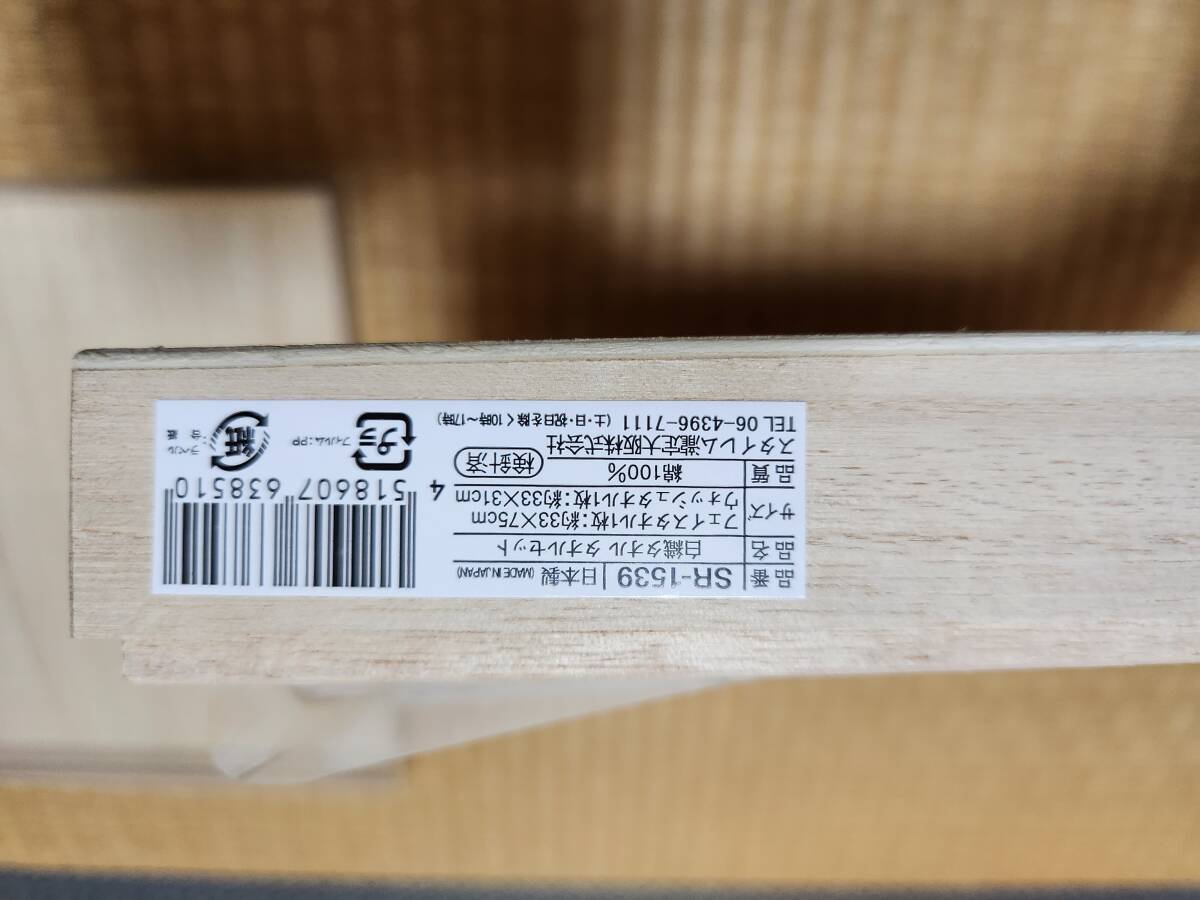 品番 SR-1539 日本製 (MADE IN JAPAN)
品名 白織タオル タオルセット
サイズ フェイスタオル1枚:約33×75cm
ウォッシュタオル1枚:約33×31cm
品質 綿100% 検針済
スタイレム瀧定大阪株式会社
TEL 06-4396-7111 (土・日・祝日を除く10時~17時)
4 518607 638510
プラ フィルム:PP
紙 ラベル 台紙